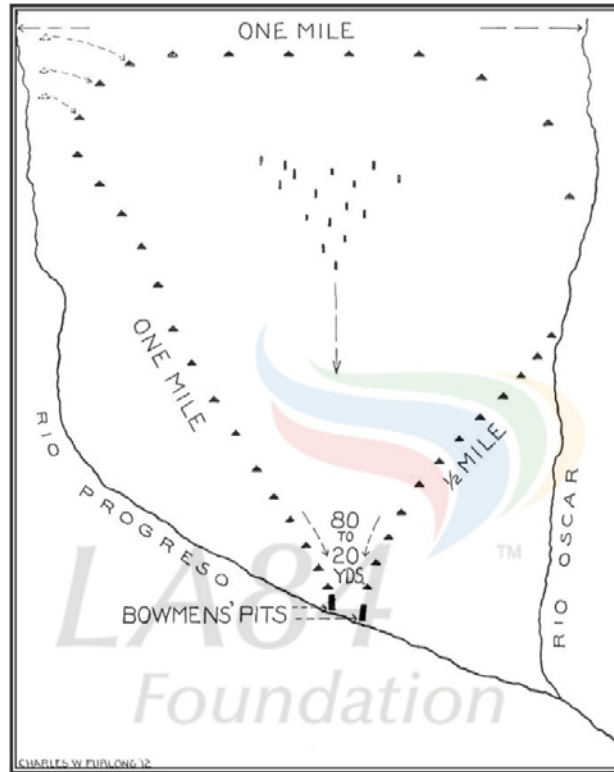 ONE MILE
ONE MILE
½ MILE
RIO PROGRESO
80
TO
20
YDS.
RIO OSCAR
TM
BOWMENS' PITS
LA84
Foundation
CHARLES W FURLONG '12